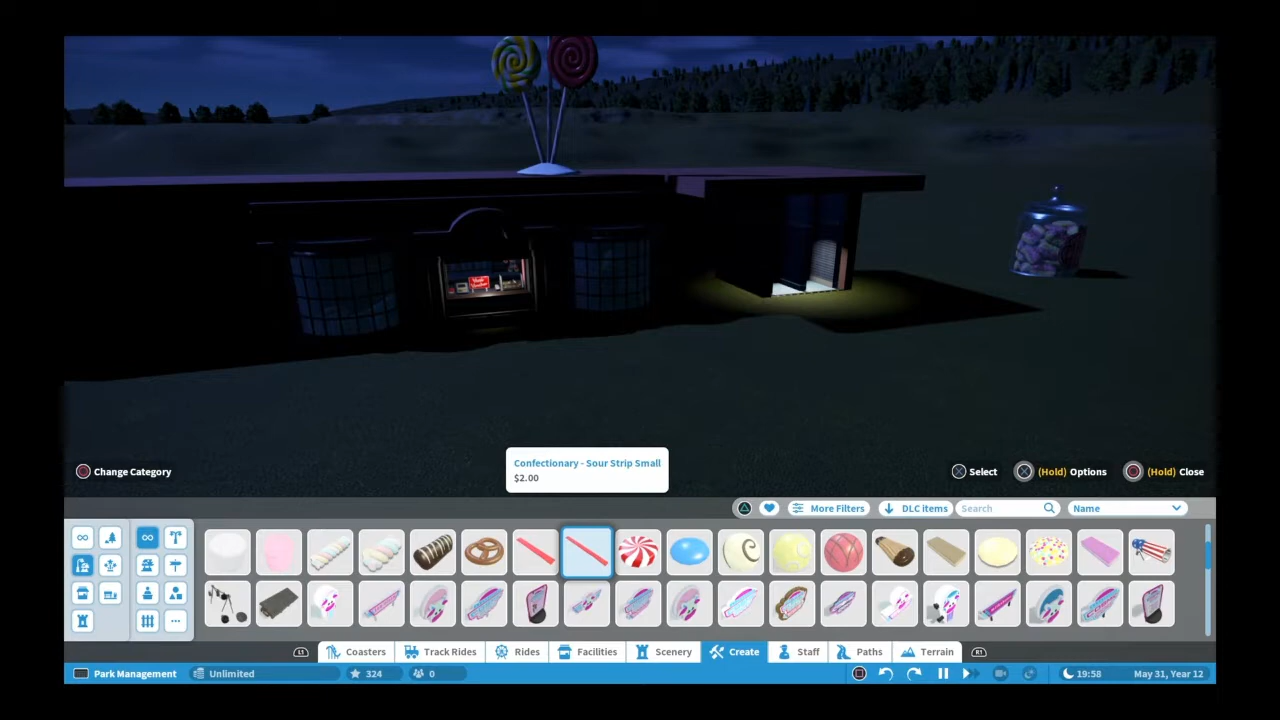 Change Category
Confectionary - Sour Strip Small
$2.00
Select
(Hold) Options
(Hold) Close
More Filters
DLC items
Search
Name
L1
Coasters
Track Rides
Rides
Facilities
Scenery
Create
Staff
Paths
Terrain
R1
Park Management
Unlimited
324
0
19:58
May 31, Year 12